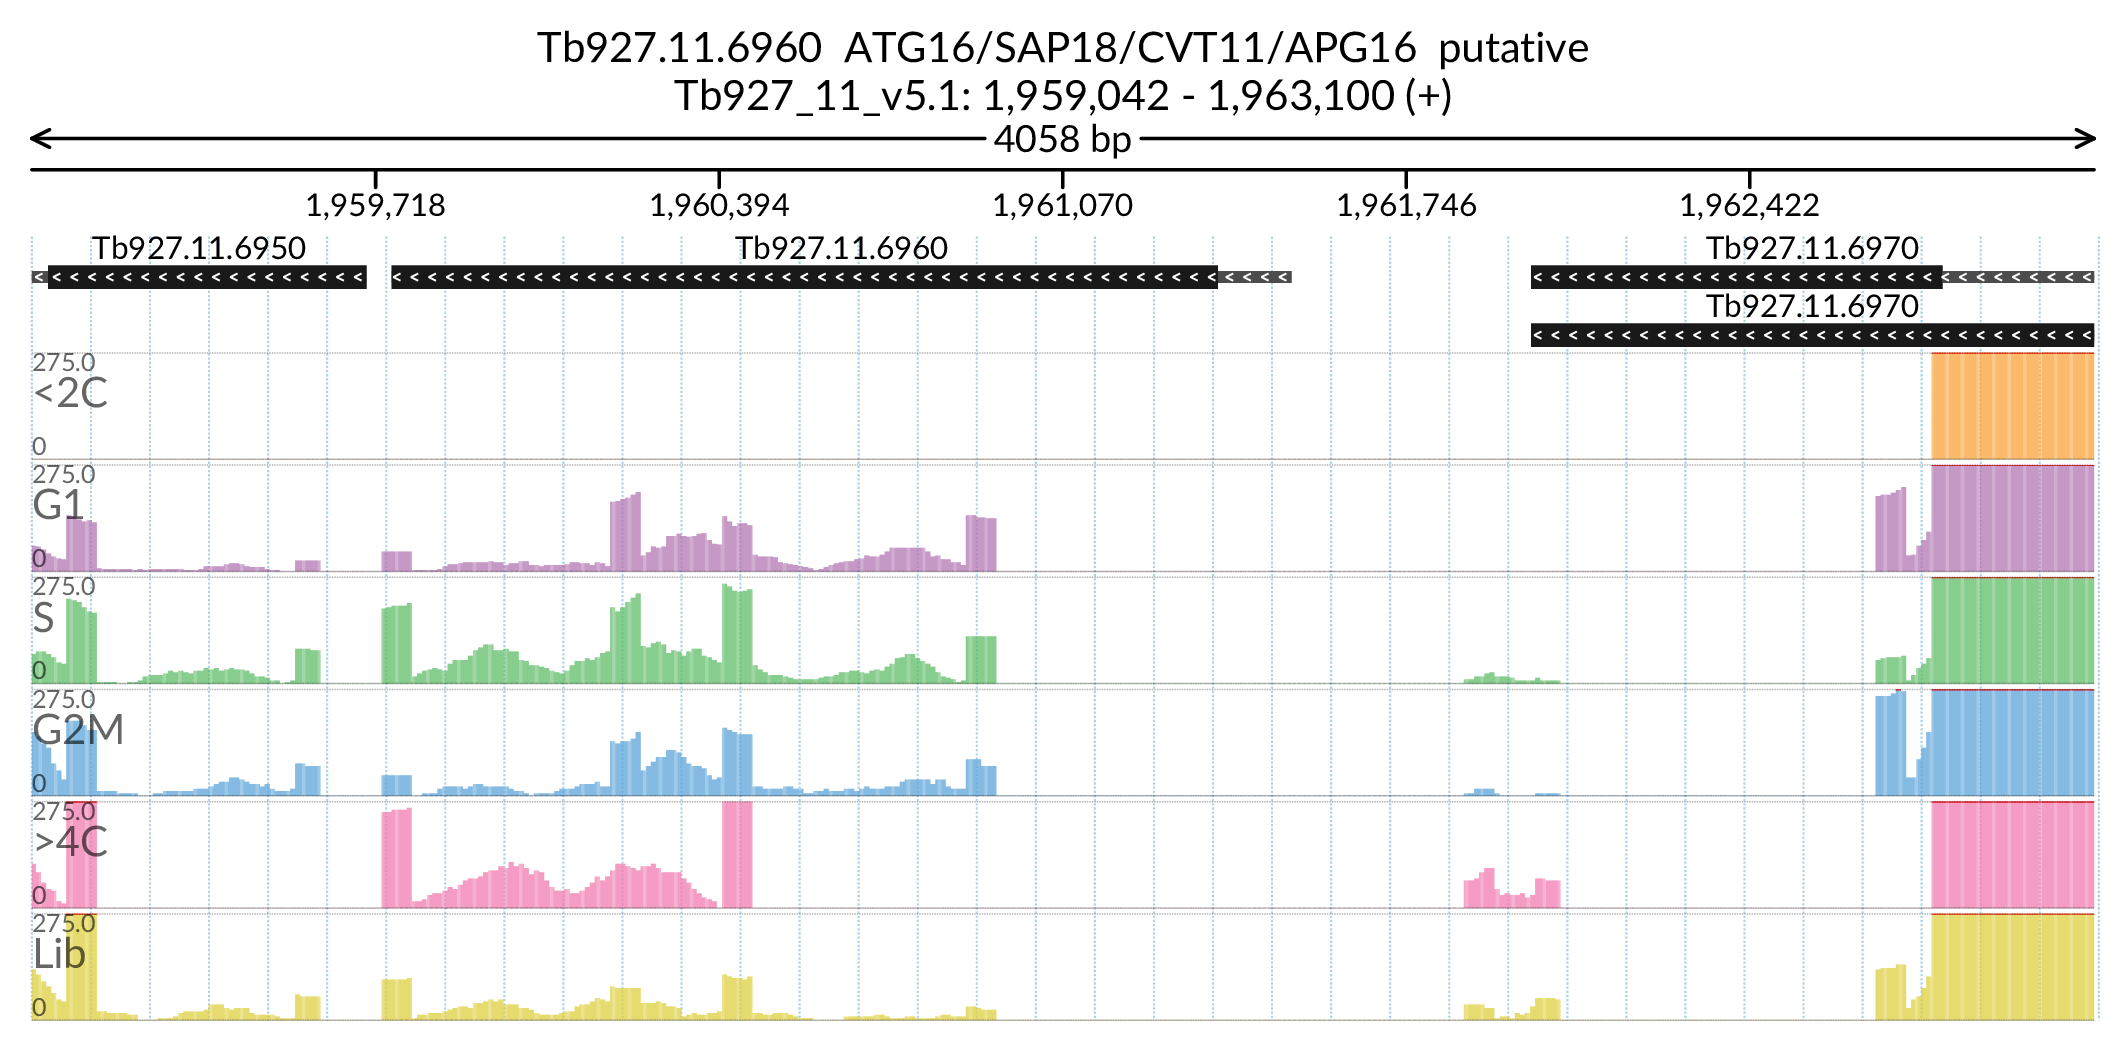 Tb927.11.6960  ATG16/SAP18/CVT11/APG16  putative
Tb927_11_v5.1: 1,959,042 - 1,963,100 (+)
4058 bp
1,959,718 1,960,394 1,961,070 1,961,746 1,962,422
Tb927.11.6950 Tb927.11.6960 Tb927.11.6970
Tb927.11.6970
275.0
<2C
0
275.0
G1
0
275.0
S
0
275.0
G2M
0
275.0
>4C
0
275.0
Lib
0